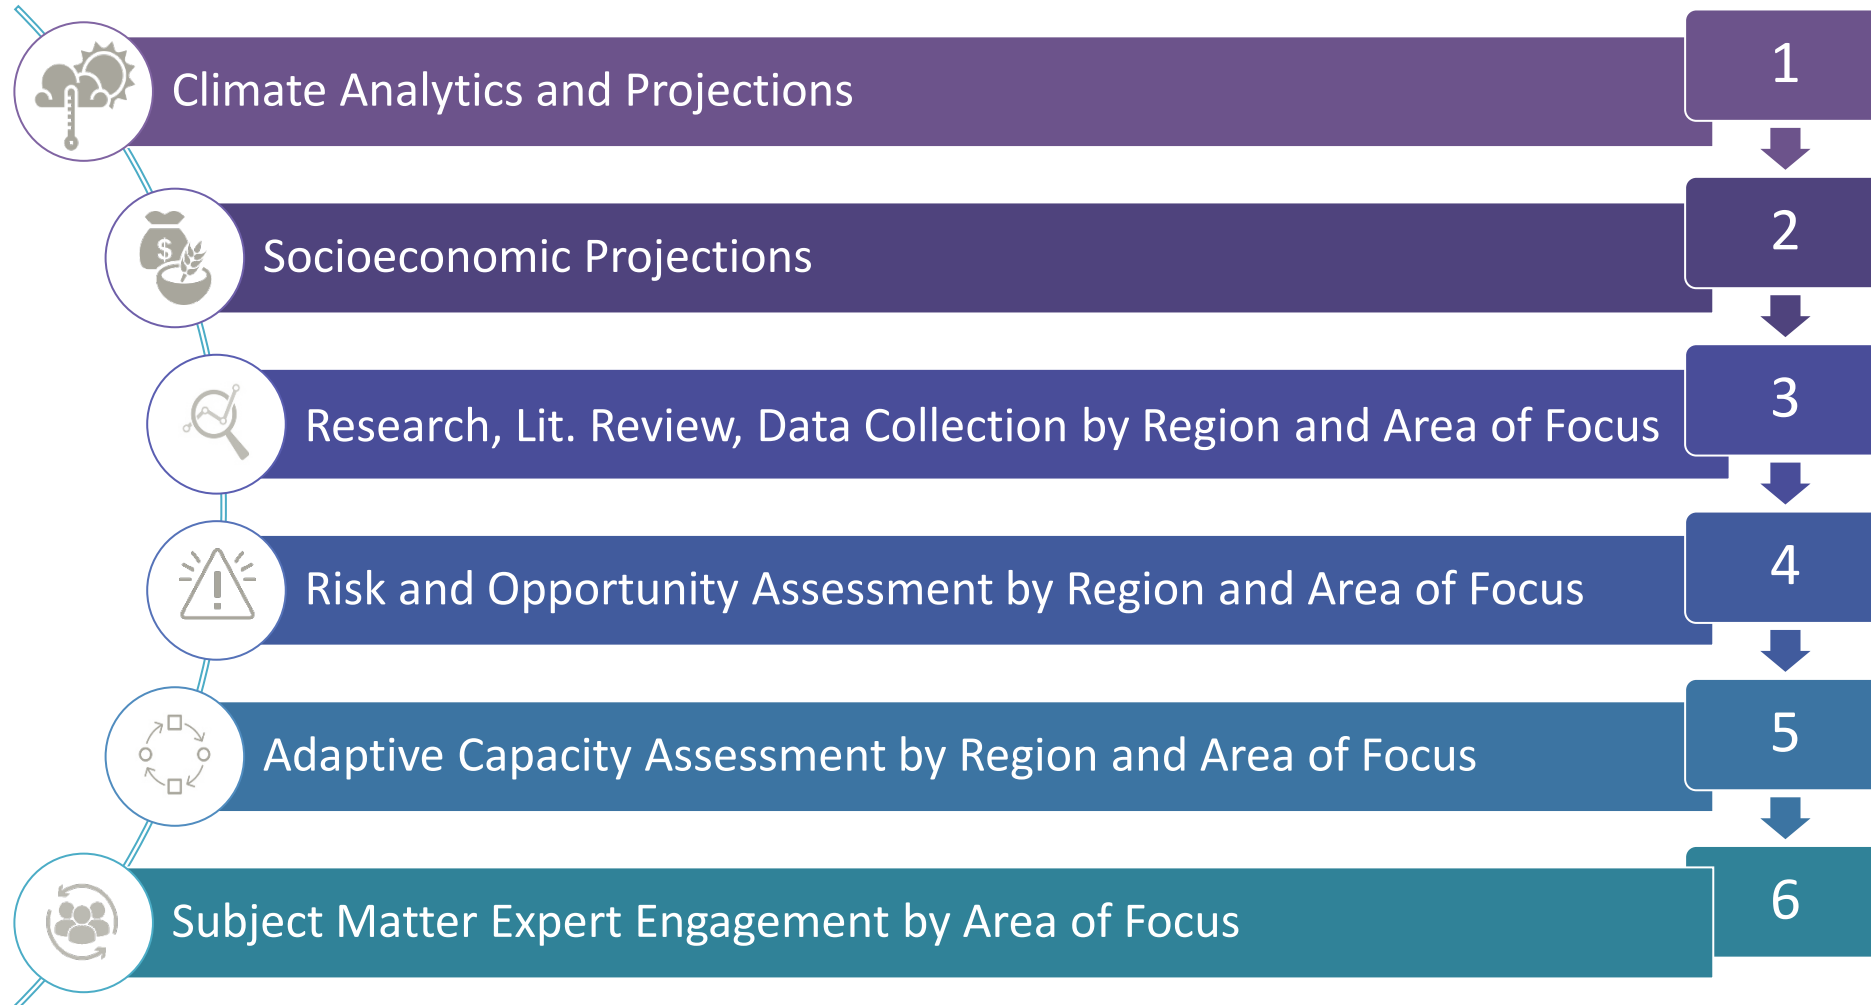 Climate Analytics and Projections
1
Socioeconomic Projections
2
$
Research, Lit. Review, Data Collection by Region and Area of Focus
3
Risk and Opportunity Assessment by Region and Area of Focus
4
!
Adaptive Capacity Assessment by Region and Area of Focus
5
Subject Matter Expert Engagement by Area of Focus
6